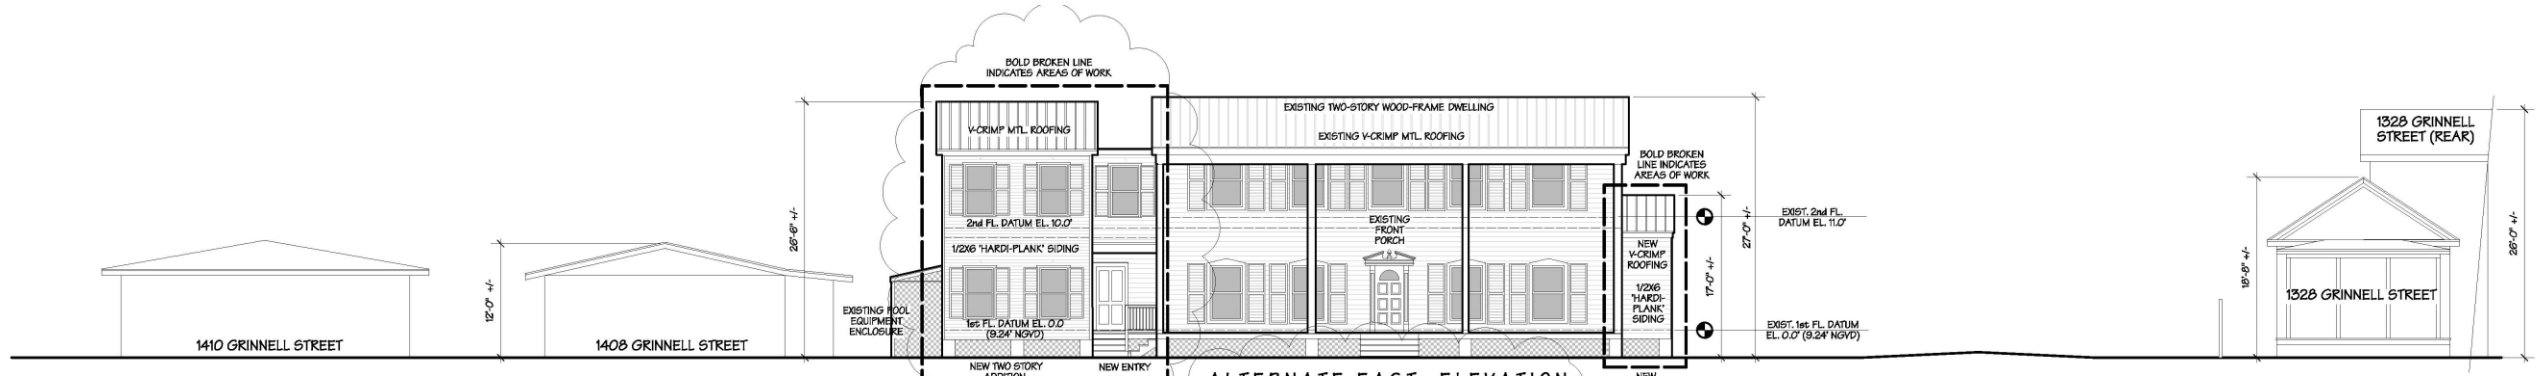 BOLD BROKEN LINE
INDICATES AREAS OF WORK
V-CRIMP MTL. ROOFING
EXISTING TWO-STORY WOOD-FRAME DWELLING
EXISTING V-CRIMP MTL. ROOFING
1328 GRINNELL
STREET (REAR)
BOLD BROKEN
LINE INDICATES
AREAS OF WORK
26'-6" +/-
2nd FL. DATUM EL. 10.0'
1/2X6 'HARDI-PLANK' SIDING
EXISTING
FRONT
PORCH
EXIST. 2nd FL.
DATUM EL. 11.0'
27'-0" +/-
26'-0" +/-
NEW
V-CRIMP
ROOFING
17'-0" +/-
18'-8" +/-
12'-0" +/-
1/2X6
'HARDI-
PLANK'
SIDING
1328 GRINNELL STREET
EXISTING POOL
EQUIPMENT
ENCLOSURE
1st FL. DATUM EL. 0.0
(9.24' NGVD)
EXIST. 1st FL. DATUM
EL. 0.0' (9.24' NGVD)
1410 GRINNELL STREET
1408 GRINNELL STREET
NEW TWO STORY
ADDITION
NEW ENTRY
ALTERNATE EAST ELEVATION
NEW